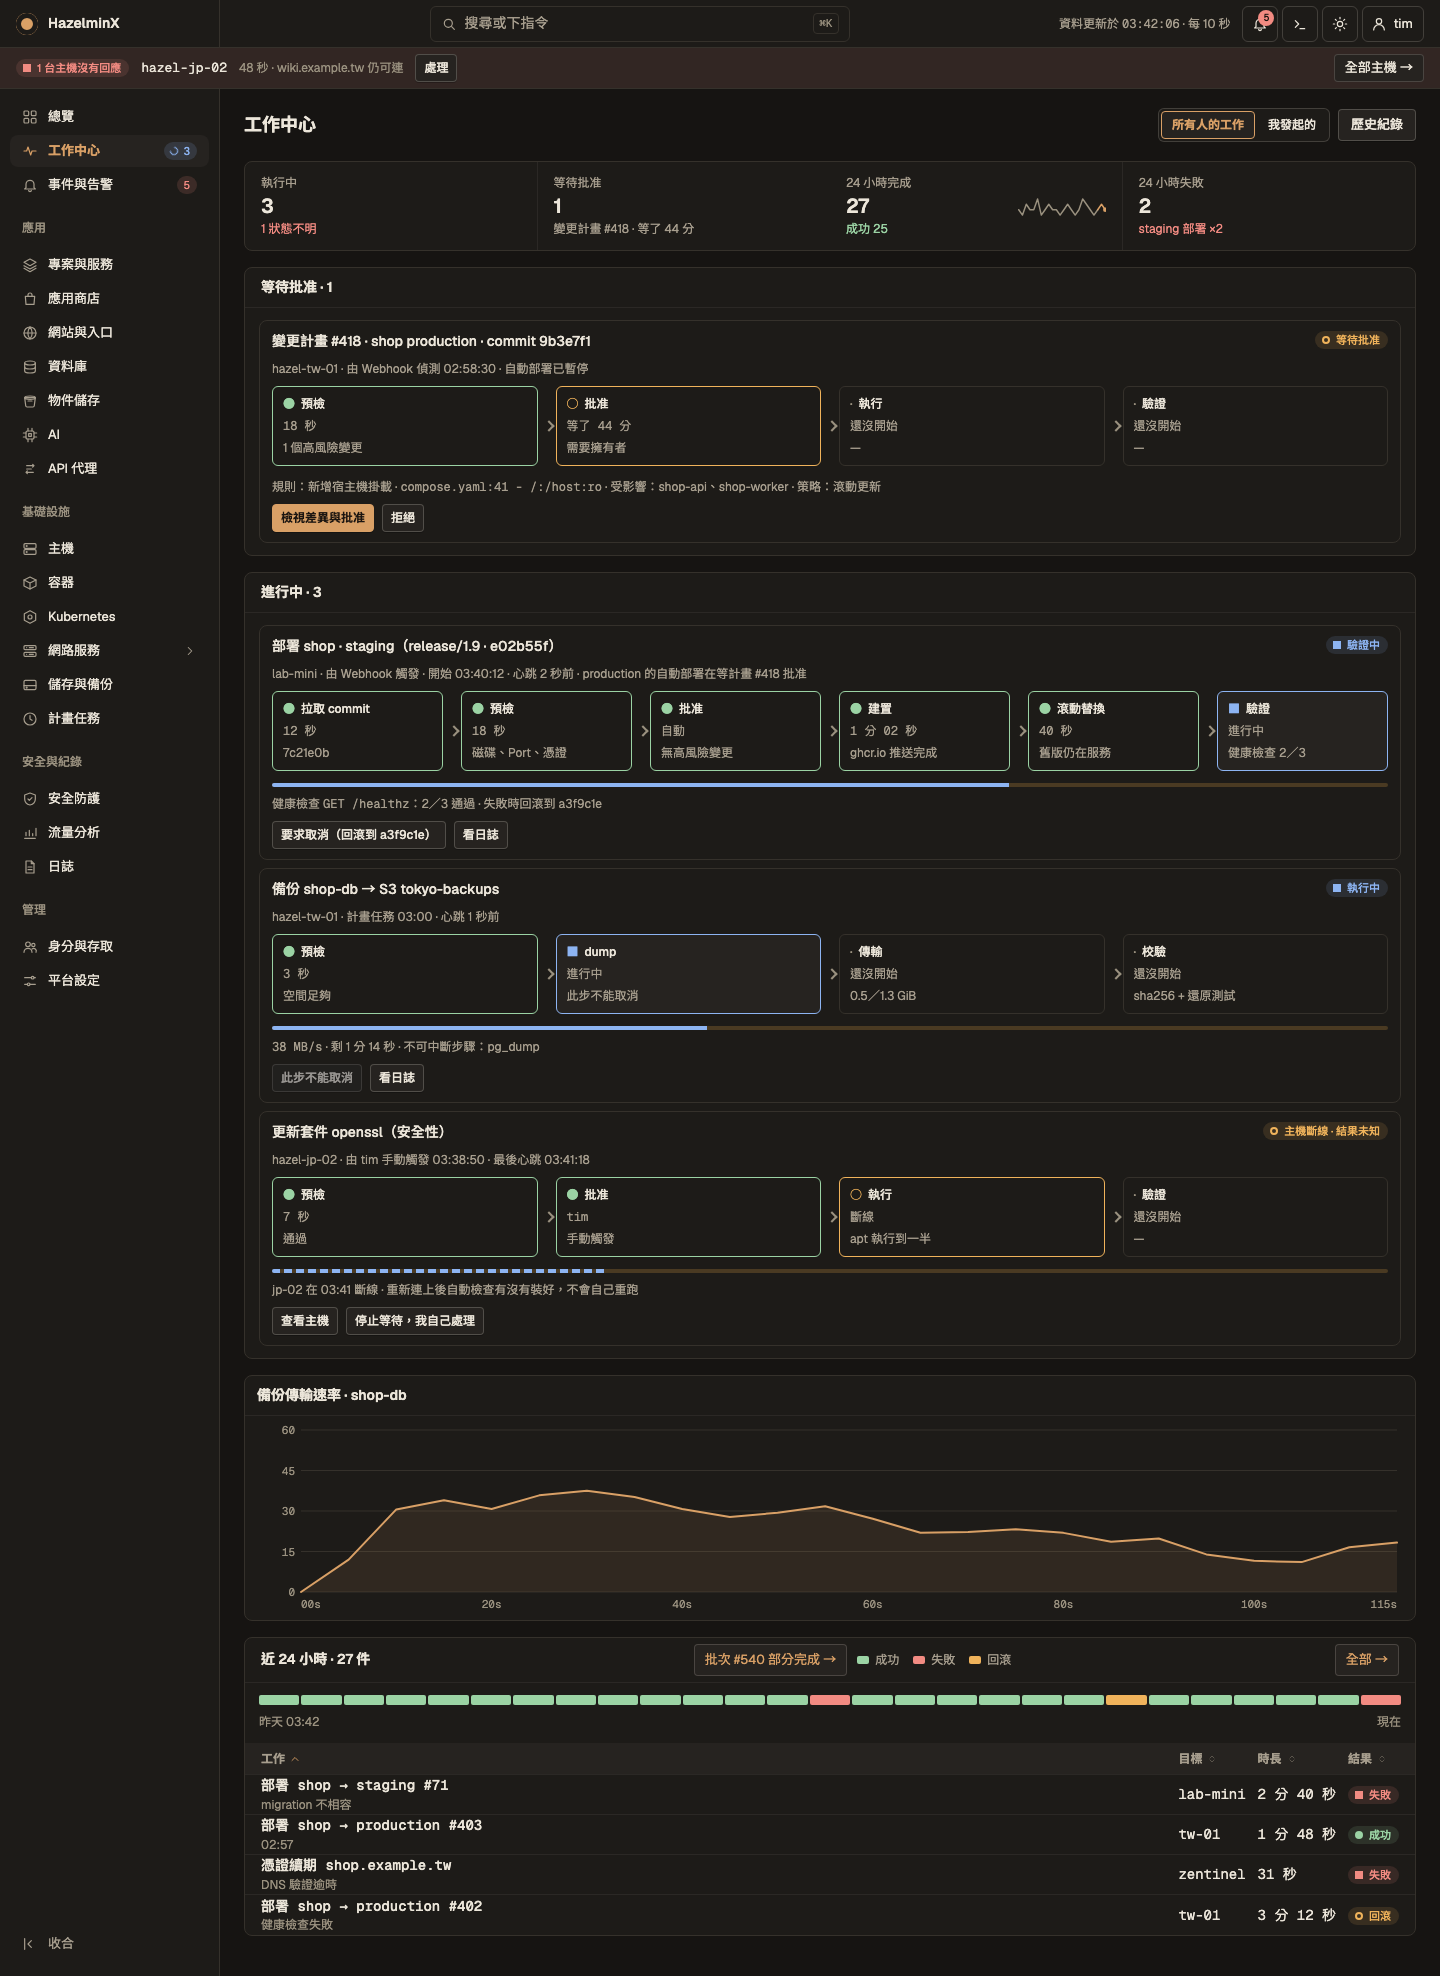 HazelminX
搜尋或下指令
⌘K
資料更新於 03:42:06 · 每 10 秒
5
tim
1 台主機沒有回應
hazel-jp-02
48 秒 · wiki.example.tw 仍可連
處理
全部主機 →
總覽
工作中心
3
事件與告警
5
應用
專案與服務
應用商店
網站與入口
資料庫
物件儲存
AI
API 代理
基礎設施
主機
容器
Kubernetes
網路服務
儲存與備份
計畫任務
安全與紀錄
安全防護
流量分析
日誌
管理
身分與存取
平台設定
收合
工作中心
所有人的工作
我發起的
歷史紀錄
執行中
3
1 狀態不明
等待批准
1
變更計畫 #418 · 等了 44 分
24 小時完成
27
成功 25
24 小時失敗
2
staging 部署 ×2
等待批准 · 1
變更計畫 #418 · shop production · commit 9b3e7f1
等待批准
hazel-tw-01 · 由 Webhook 偵測 02:58:30 · 自動部署已暫停
預檢
18 秒
1 個高風險變更
批准
等了 44 分
需要擁有者
· 執行
還沒開始
—
· 驗證
還沒開始
—
規則：新增宿主機掛載 · compose.yaml:41 - /:/host:ro · 受影響：shop-api、shop-worker · 策略：滾動更新
檢視差異與批准
拒絕
進行中 · 3
部署 shop · staging（release/1.9 · e02b55f）
驗證中
lab-mini · 由 Webhook 觸發 · 開始 03:40:12 · 心跳 2 秒前 · production 的自動部署在等計畫 #418 批准
拉取 commit
12 秒
7c21e0b
預檢
18 秒
磁碟、Port、憑證
批准
自動
無高風險變更
建置
1 分 02 秒
ghcr.io 推送完成
滾動替換
40 秒
舊版仍在服務
驗證
進行中
健康檢查 2／3
健康檢查 GET /healthz：2／3 通過 · 失敗時回滾到 a3f9c1e
要求取消（回滾到 a3f9c1e）
看日誌
備份 shop-db → S3 tokyo-backups
執行中
hazel-tw-01 · 計畫任務 03:00 · 心跳 1 秒前
預檢
3 秒
空間足夠
dump
進行中
此步不能取消
· 傳輸
還沒開始
0.5／1.3 GiB
· 校驗
還沒開始
sha256 + 還原測試
38 MB/s · 剩 1 分 14 秒 · 不可中斷步驟：pg_dump
此步不能取消
看日誌
更新套件 openssl（安全性）
主機斷線 · 結果未知
hazel-jp-02 · 由 tim 手動觸發 03:38:50 · 最後心跳 03:41:18
預檢
7 秒
通過
批准
tim
手動觸發
執行
斷線
apt 執行到一半
· 驗證
還沒開始
—
jp-02 在 03:41 斷線 · 重新連上後自動檢查有沒有裝好，不會自己重跑
查看主機
停止等待，我自己處理
備份傳輸速率 · shop-db
60
45
30
15
0
00s
20s
40s
60s
80s
100s
115s
近 24 小時 · 27 件
批次 #540 部分完成 →
成功
失敗
回滾
全部 →
昨天 03:42
現在
工作
目標
時長
結果
部署 shop → staging #71
migration 不相容
lab-mini
2 分 40 秒
失敗
部署 shop → production #403
02:57
tw-01
1 分 48 秒
成功
憑證續期 shop.example.tw
DNS 驗證逾時
zentinel
31 秒
失敗
部署 shop → production #402
健康檢查失敗
tw-01
3 分 12 秒
回滾